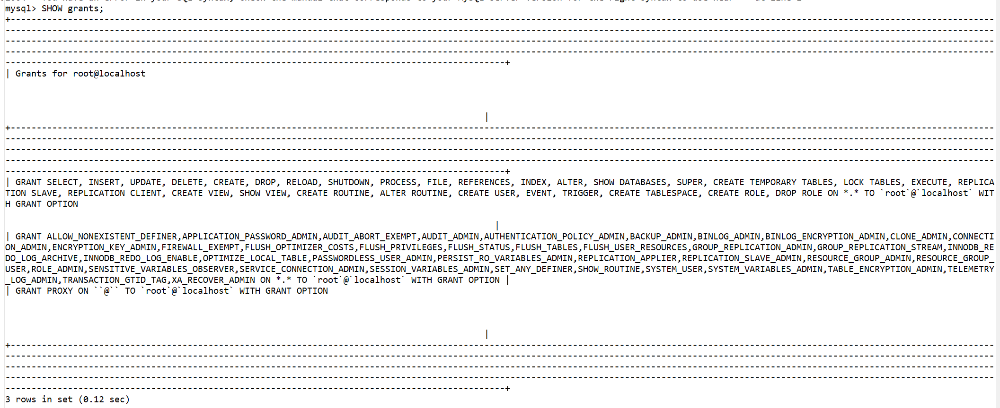 mysql> SHOW grants;
+----------------------------------------------------------------------------------------------------------------------------------------------------------------------------------------------
----------------------------------------------------------------------------------------------------------------------------------------------------------------------------------------------
----------------------------------------------------------------------------------------------------------------------------------------------------------------------------------------------
----------------------------------------------------------------------------------------------------------------------------------------------------------------------------------------------
------------------------------------------------------------------------------------------------+
| Grants for root@localhost
|
+----------------------------------------------------------------------------------------------------------------------------------------------------------------------------------------------
----------------------------------------------------------------------------------------------------------------------------------------------------------------------------------------------
----------------------------------------------------------------------------------------------------------------------------------------------------------------------------------------------
----------------------------------------------------------------------------------------------------------------------------------------------------------------------------------------------
------------------------------------------------------------------------------------------------+
| GRANT SELECT, INSERT, UPDATE, DELETE, CREATE, DROP, RELOAD, SHUTDOWN, PROCESS, FILE, REFERENCES, INDEX, ALTER, SHOW DATABASES, SUPER, CREATE TEMPORARY TABLES, LOCK TABLES, EXECUTE, REPLICA
TION SLAVE, REPLICATION CLIENT, CREATE VIEW, SHOW VIEW, CREATE ROUTINE, ALTER ROUTINE, CREATE USER, EVENT, TRIGGER, CREATE TABLESPACE, CREATE ROLE, DROP ROLE ON *.* TO `root`@`localhost` WIT
H GRANT OPTION
|
| GRANT ALLOW_NONEXISTENT_DEFINER,APPLICATION_PASSWORD_ADMIN,AUDIT_ABORT_EXEMPT,AUDIT_ADMIN,AUTHENTICATION_POLICY_ADMIN,BACKUP_ADMIN,BINLOG_ADMIN,BINLOG_ENCRYPTION_ADMIN,CLONE_ADMIN,CONNECTI
ON_ADMIN,ENCRYPTION_KEY_ADMIN,FIREWALL_EXEMPT,FLUSH_OPTIMIZER_COSTS,FLUSH_PRIVILEGES,FLUSH_STATUS,FLUSH_TABLES,FLUSH_USER_RESOURCES,GROUP_REPLICATION_ADMIN,GROUP_REPLICATION_STREAM,INNODB_RE
DO_LOG_ARCHIVE,INNODB_REDO_LOG_ENABLE,OPTIMIZE_LOCAL_TABLE,PASSWORDLESS_USER_ADMIN,PERSIST_RO_VARIABLES_ADMIN,REPLICATION_APPLIER,REPLICATION_SLAVE_ADMIN,RESOURCE_GROUP_ADMIN,RESOURCE_GROUP_
USER,ROLE_ADMIN,SENSITIVE_VARIABLES_OBSERVER,SERVICE_CONNECTION_ADMIN,SESSION_VARIABLES_ADMIN,SET_ANY_DEFINER,SHOW_ROUTINE,SYSTEM_USER,SYSTEM_VARIABLES_ADMIN,TABLE_ENCRYPTION_ADMIN,TELEMETRY
_LOG_ADMIN,TRANSACTION_GTID_TAG,XA_RECOVER_ADMIN ON *.* TO `root`@`localhost` WITH GRANT OPTION |
| GRANT PROXY ON ``@`` TO `root`@`localhost` WITH GRANT OPTION
|
+----------------------------------------------------------------------------------------------------------------------------------------------------------------------------------------------
----------------------------------------------------------------------------------------------------------------------------------------------------------------------------------------------
----------------------------------------------------------------------------------------------------------------------------------------------------------------------------------------------
----------------------------------------------------------------------------------------------------------------------------------------------------------------------------------------------
------------------------------------------------------------------------------------------------+
3 rows in set (0.12 sec)